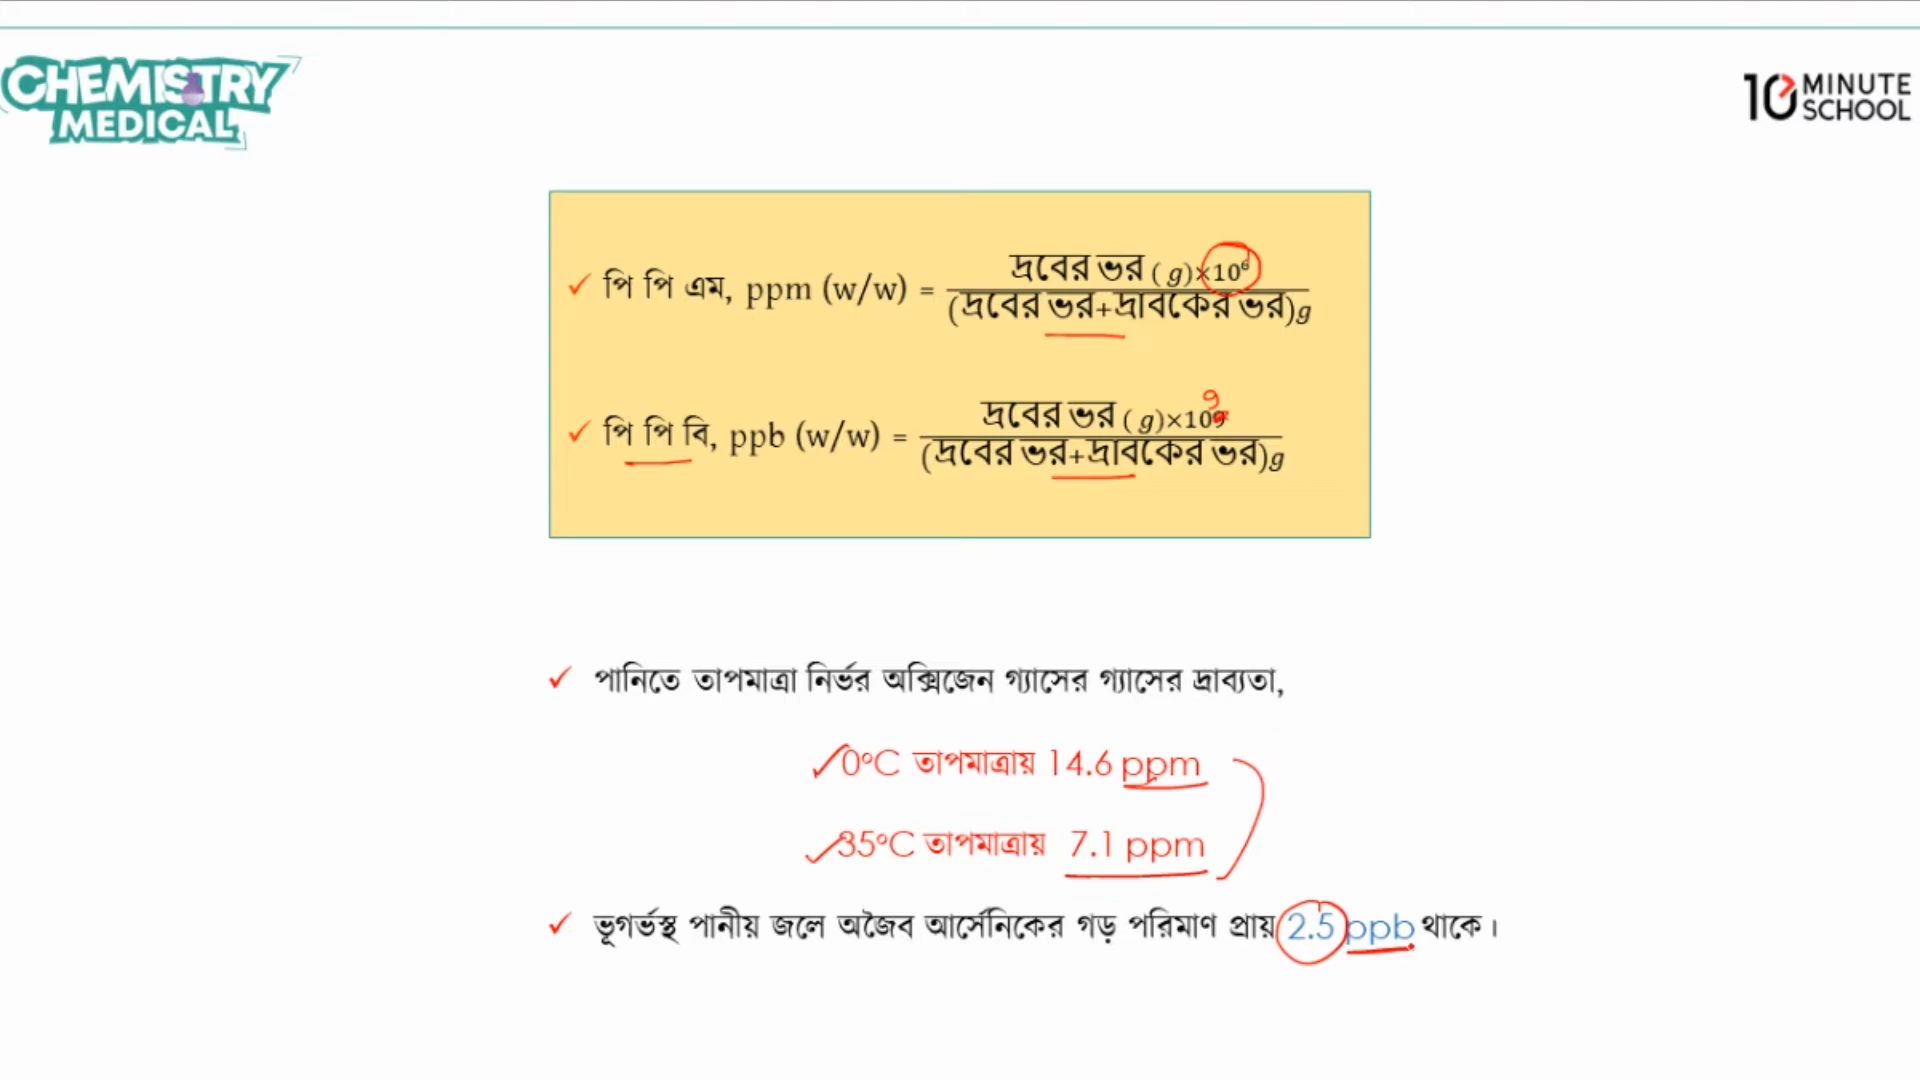 CHEMISTRY
MEDICAL
10 MINUTE
SCHOOL
✓ পি পি এম, ppm (w/w) = দ্রবের ভর ( g)×10⁶
(দ্রবের ভর+দ্রাবকের ভর)g
✓ পি পি বি, ppb (w/w) = দ্রবের ভর ( g)×109 9
(দ্রবের ভর+দ্রাবকের ভর)g
✓ পানিতে তাপমাত্রা নির্ভর অক্সিজেন গ্যাসের গ্যাসের দ্রাব্যতা,
0°C তাপমাত্রায় 14.6 ppm
35°C তাপমাত্রায় 7.1 ppm
✓ ভূগর্ভস্থ পানীয় জলে অজৈব আর্সেনিকের গড় পরিমাণ প্রায় 2.5 ppb থাকে।